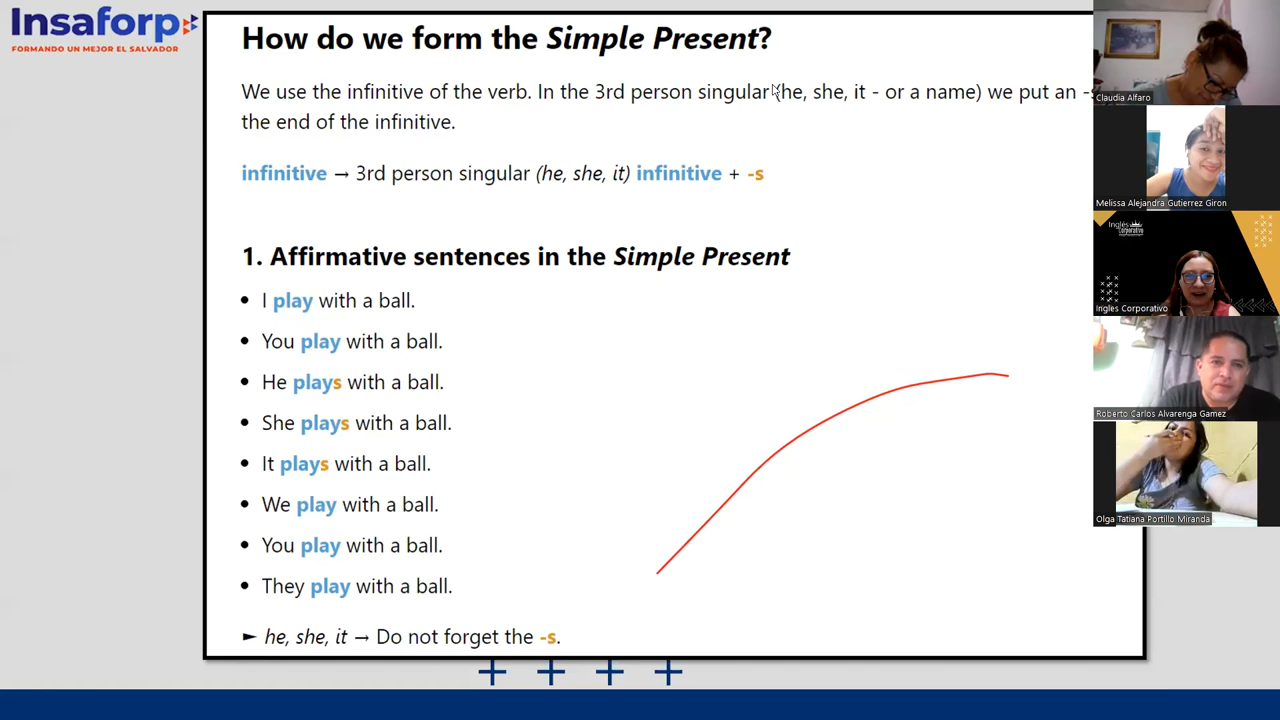 Insaforp
FORMANDO UN MEJOR EL SALVADOR
How do we form the Simple Present?
We use the infinitive of the verb. In the 3rd person singular (he, she, it - or a name) we put an -s
the end of the infinitive.
infinitive → 3rd person singular (he, she, it) infinitive + -s
1. Affirmative sentences in the Simple Present
• I play with a ball.
• You play with a ball.
• He plays with a ball.
• She plays with a ball.
• It plays with a ball.
• We play with a ball.
• You play with a ball.
• They play with a ball.
► he, she, it → Do not forget the -s.
Claudia Alfaro
Melissa Alejandra Gutierrez Giron
Inglés
Corporativo
Ingles Corporativo
Roberto Carlos Alvarenga Gamez
Olga Tatiana Portillo Miranda